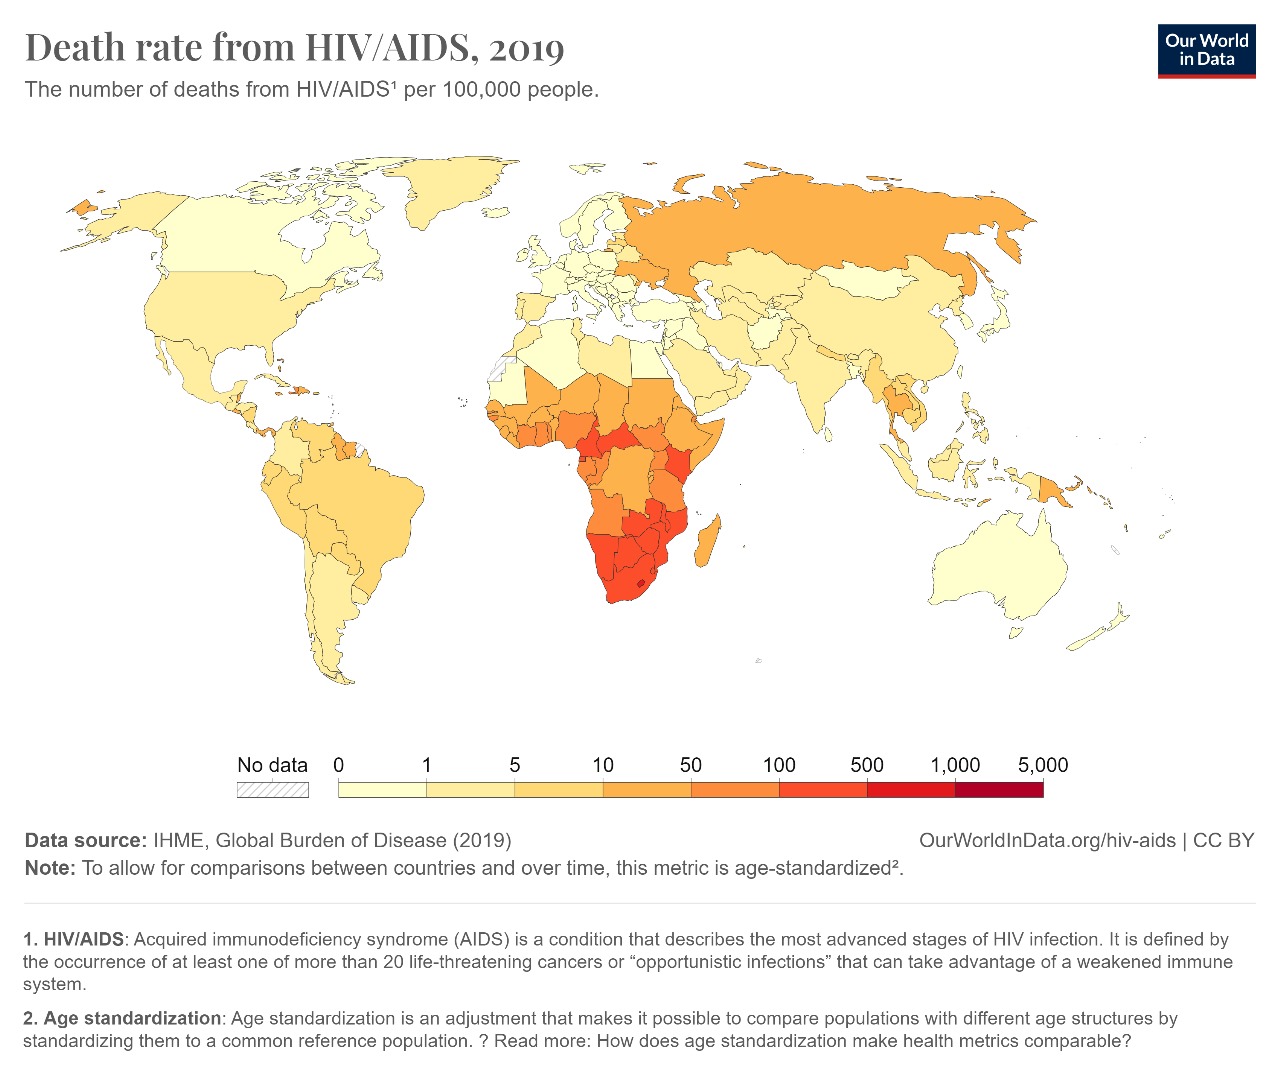 Death rate from HIV/AIDS, 2019
The number of deaths from HIV/AIDS¹ per 100,000 people.
Our World
in Data
No data 0 1 5 10 50 100 500 1,000 5,000
Data source: IHME, Global Burden of Disease (2019)
OurWorldInData.org/hiv-aids | CC BY
Note: To allow for comparisons between countries and over time, this metric is age-standardized².
1. HIV/AIDS: Acquired immunodeficiency syndrome (AIDS) is a condition that describes the most advanced stages of HIV infection. It is defined by
the occurrence of at least one of more than 20 life-threatening cancers or “opportunistic infections” that can take advantage of a weakened immune
system.
2. Age standardization: Age standardization is an adjustment that makes it possible to compare populations with different age structures by
standardizing them to a common reference population. ? Read more: How does age standardization make health metrics comparable?